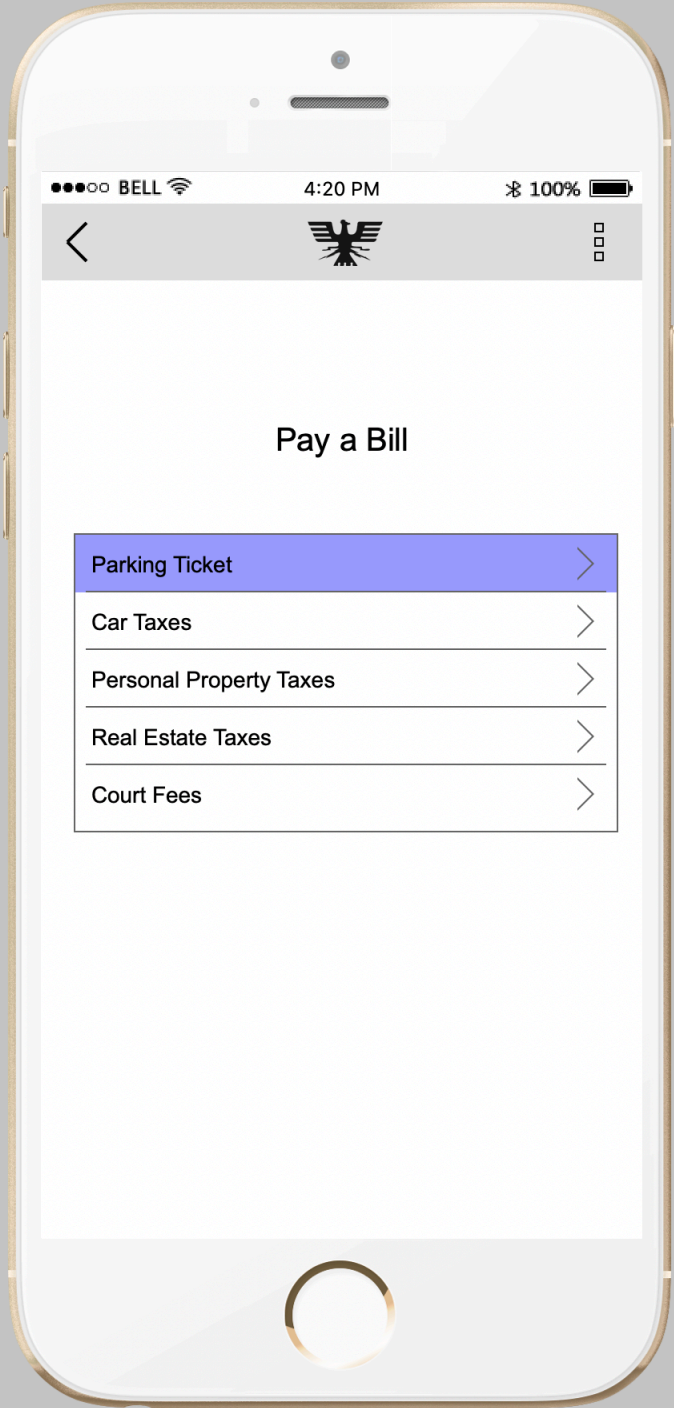 BELL 4:20 PM 100%
Pay a Bill
Parking Ticket
Car Taxes
Personal Property Taxes
Real Estate Taxes
Court Fees